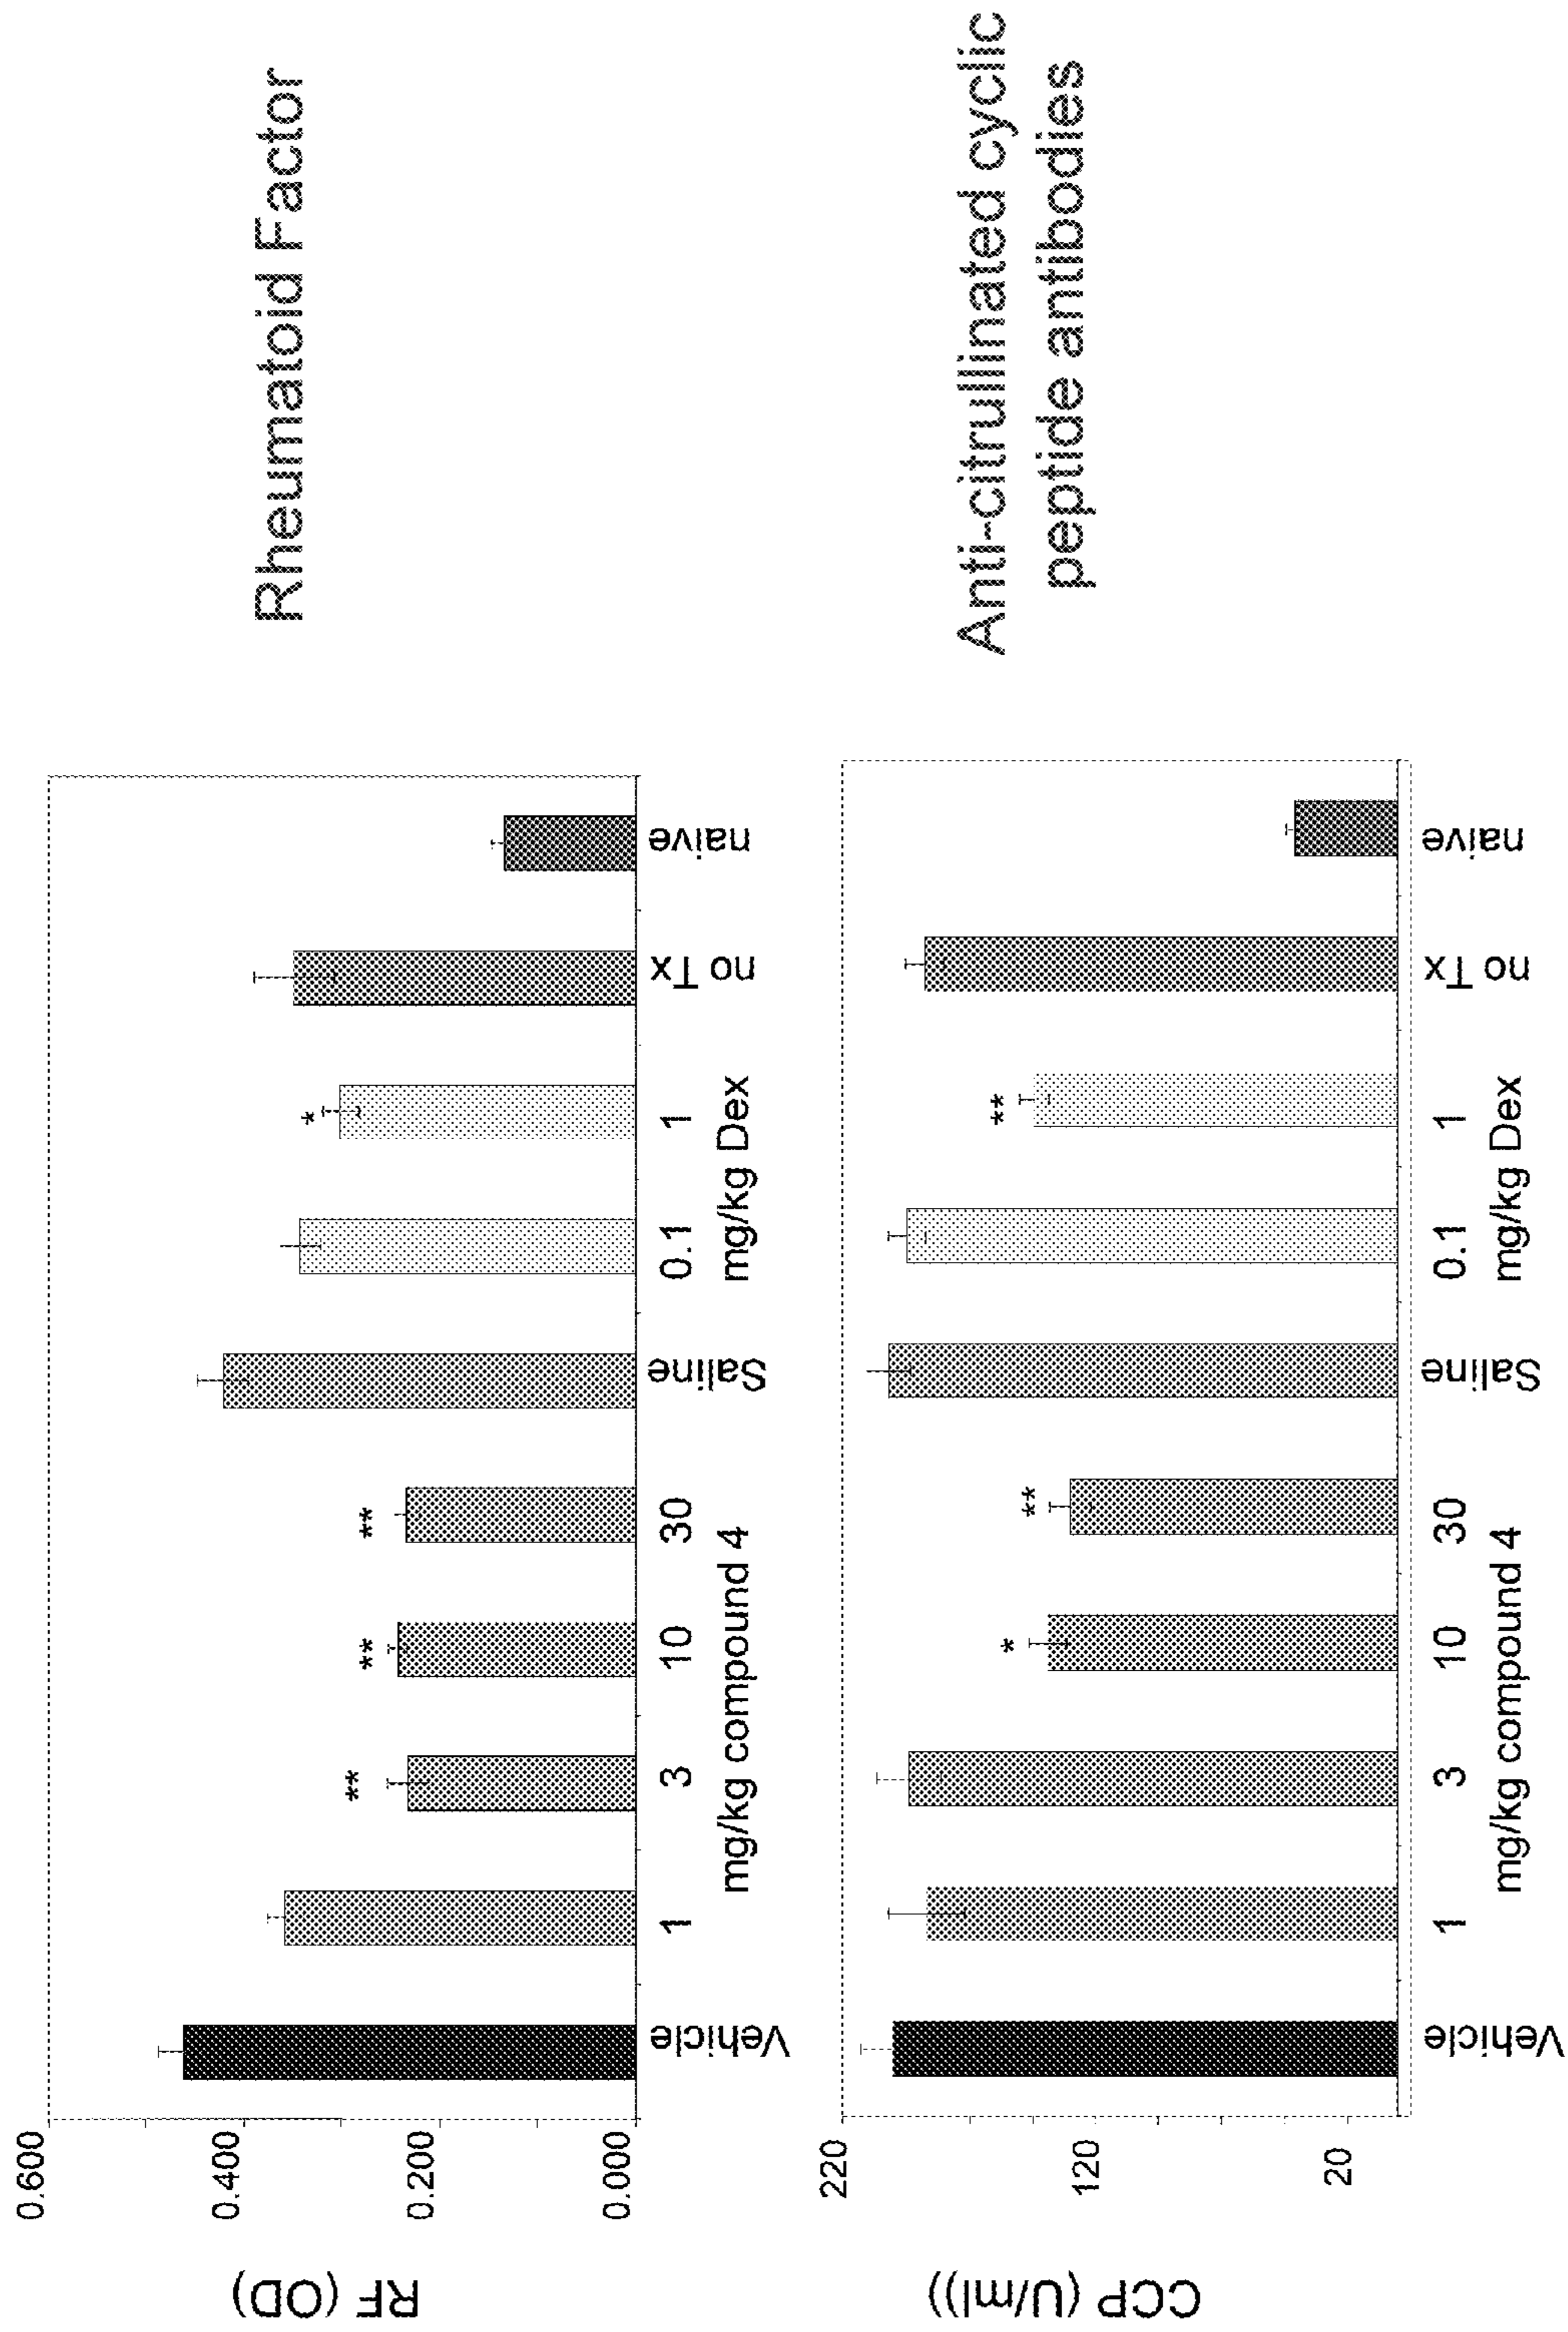 Rheumatoid Factor
RF (OD)
0.600
0.400
0.200
0.000
** ** ** *
Vehicle 1 3 10 30 Saline 0.1 1 no Tx naive
mg/kg compound 4 mg/kg Dex
Anti-citrullinated cyclic
peptide antibodies
CCP (U/ml))
220
120
20
* ** **
Vehicle 1 3 10 30 Saline 0.1 1 no Tx naive
mg/kg compound 4 mg/kg Dex